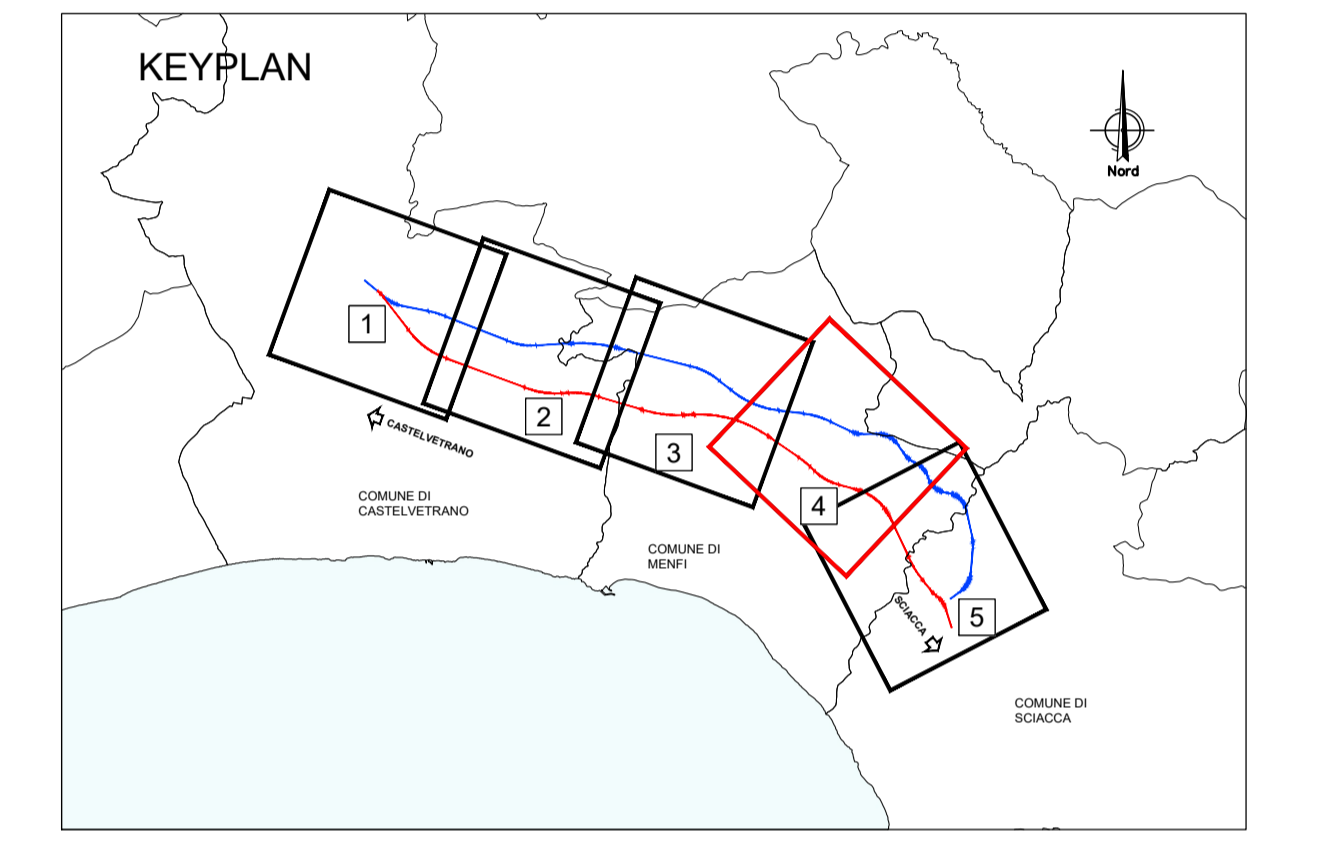 KEYPLAN
Nord
1
CASTELVETRANO
2
3
4
COMUNE DI
CASTELVETRANO
COMUNE DI
MENFI
SCIACCA
5
COMUNE DI
SCIACCA